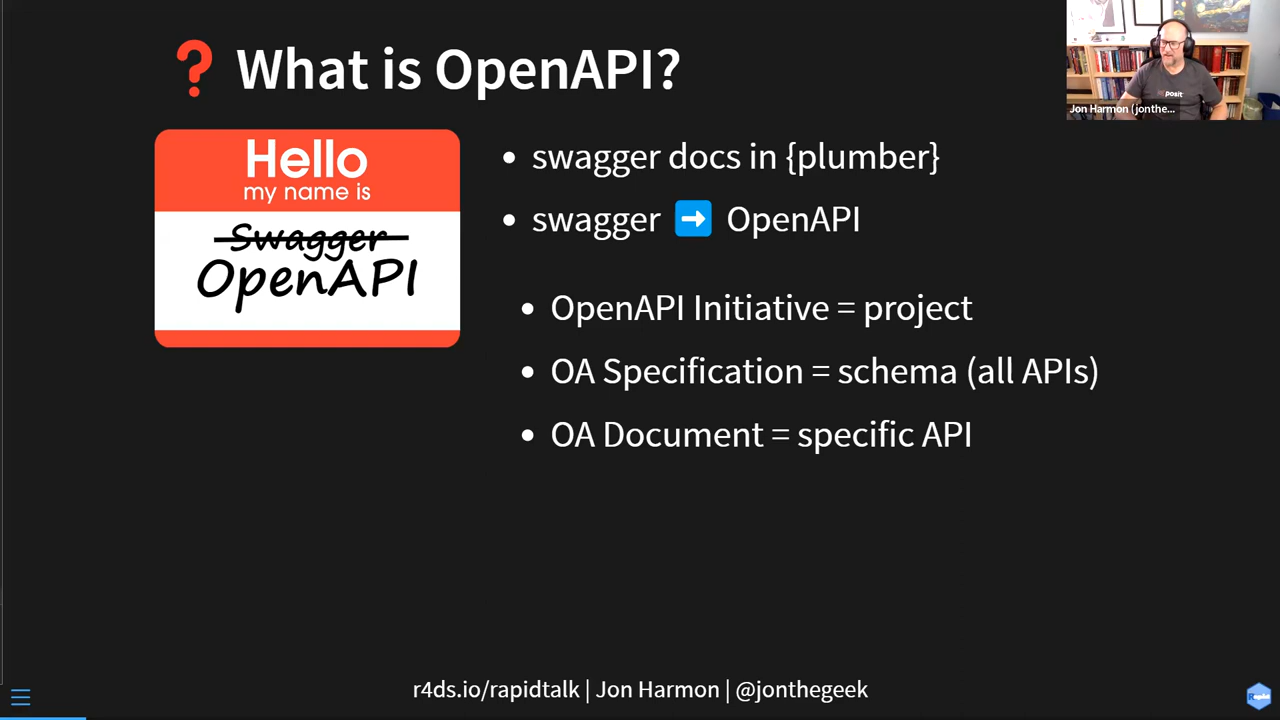 ❓ What is OpenAPI?
Hello
my name is
Swagger
OpenAPI
• swagger docs in {plumber}
• swagger ➡️ OpenAPI
• OpenAPI Initiative = project
• OA Specification = schema (all APIs)
• OA Document = specific API
posit
Jon Harmon (jonthe...
r4ds.io/rapidtalk | Jon Harmon | @jonthegeek